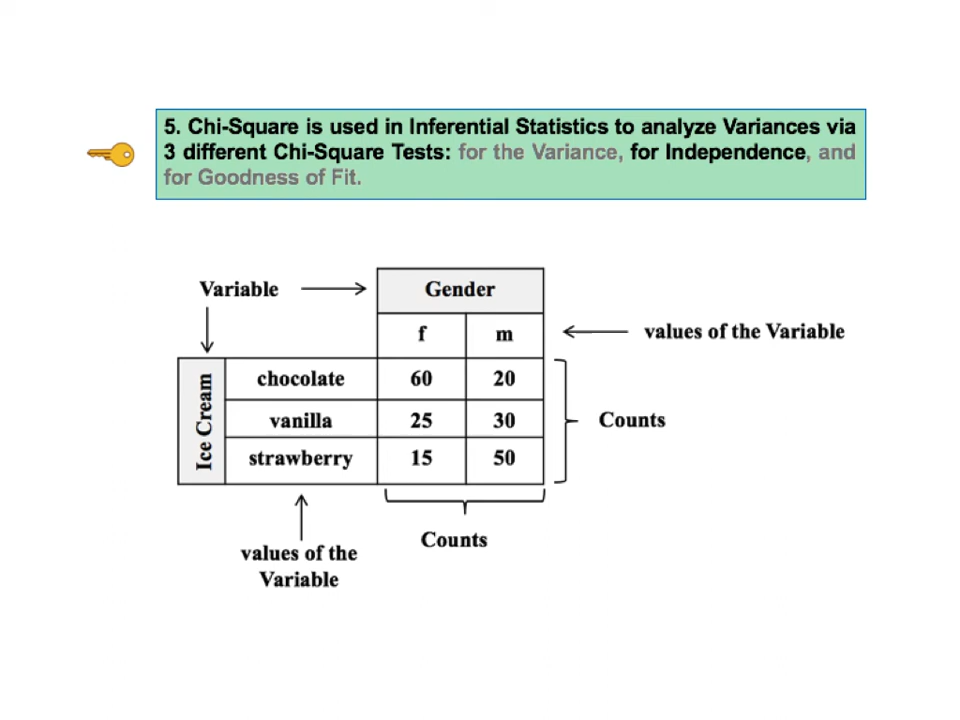 5. Chi-Square is used in Inferential Statistics to analyze Variances via
3 different Chi-Square Tests: for the Variance, for Independence, and
for Goodness of Fit.
Variable
Gender
f m
values of the Variable
Ice Cream
chocolate 60 20
vanilla 25 30
strawberry 15 50
Counts
Counts
values of the
Variable